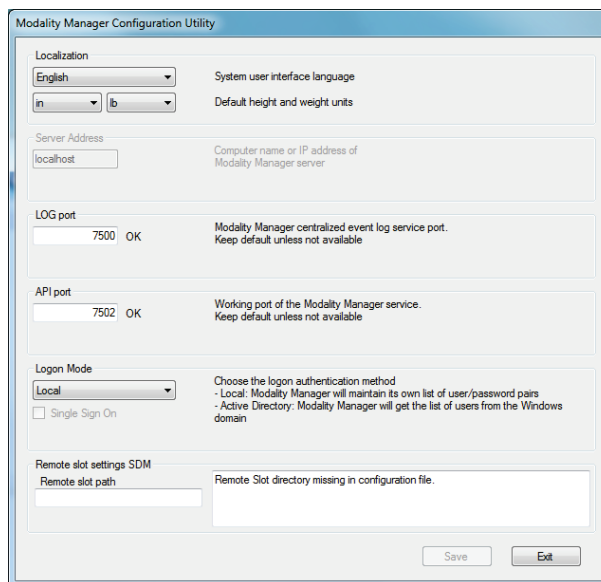 Modality Manager Configuration Utility
Localization
English
System user interface language
in
lb
Default height and weight units
Server Address
localhost
Computer name or IP address of
Modality Manager server
LOG port
7500
OK
Modality Manager centralized event log service port.
Keep default unless not available
API port
7502
OK
Working port of the Modality Manager service.
Keep default unless not available
Logon Mode
Local
Single Sign On
Choose the logon authentication method
- Local: Modality Manager will maintain its own list of user/password pairs
- Active Directory: Modality Manager will get the list of users from the Windows
domain
Remote slot settings SDM
Remote slot path
Remote Slot directory missing in configuration file.
Save
Exit